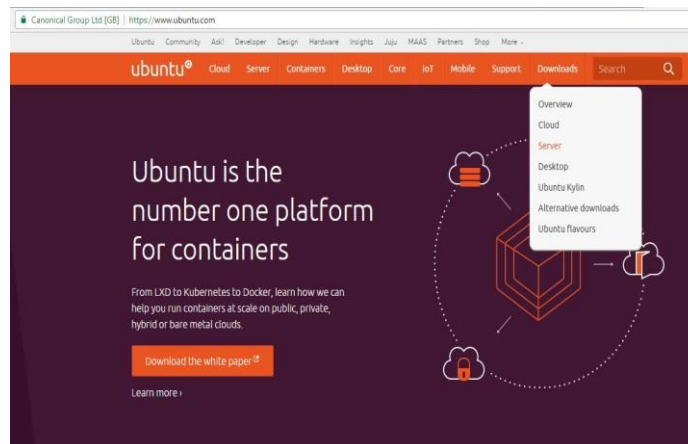 Canonical Group Ltd [GB] | https://www.ubuntu.com
Ubuntu Community Ask! Developer Design Hardware Insights Juju MAAS Partners Shop More
ubuntu® Cloud Server Containers Desktop Core IoT Mobile Support Downloads Search
Overview
Cloud
Server
Desktop
Ubuntu Kylin
Alternative downloads
Ubuntu flavours
Ubuntu is the
number one platform
for containers
From LXD to Kubernetes to Docker, learn how we can
help you run containers at scale on public, private,
hybrid or bare metal clouds.
Download the white paper
Learn more ›